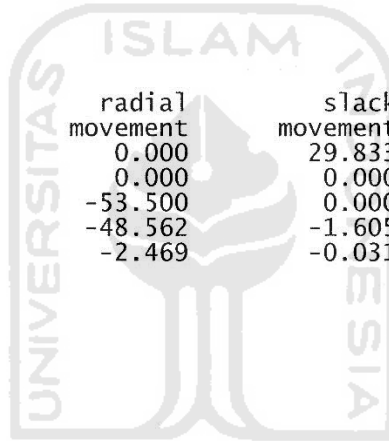 ISLAM
UNIVERSITAS
radial slack
movement movement
0.000 29.833
0.000 0.000
-53.500 0.000
-48.562 -1.605
-2.469 -0.031
ESIA